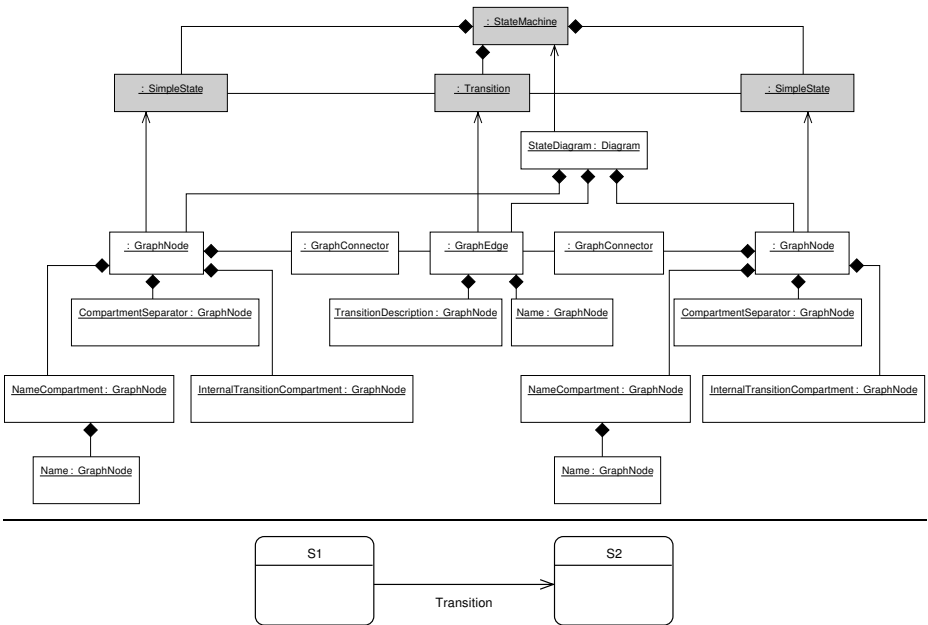 : StateMachine
: SimpleState
: Transition
: SimpleState
StateDiagram : Diagram
: GraphNode
: GraphConnector
: GraphEdge
: GraphConnector
: GraphNode
CompartmentSeparator : GraphNode
TransitionDescription : GraphNode
Name : GraphNode
CompartmentSeparator : GraphNode
NameCompartment : GraphNode
InternalTransitionCompartment : GraphNode
NameCompartment : GraphNode
InternalTransitionCompartment : GraphNode
Name : GraphNode
Name : GraphNode
S1
S2
Transition